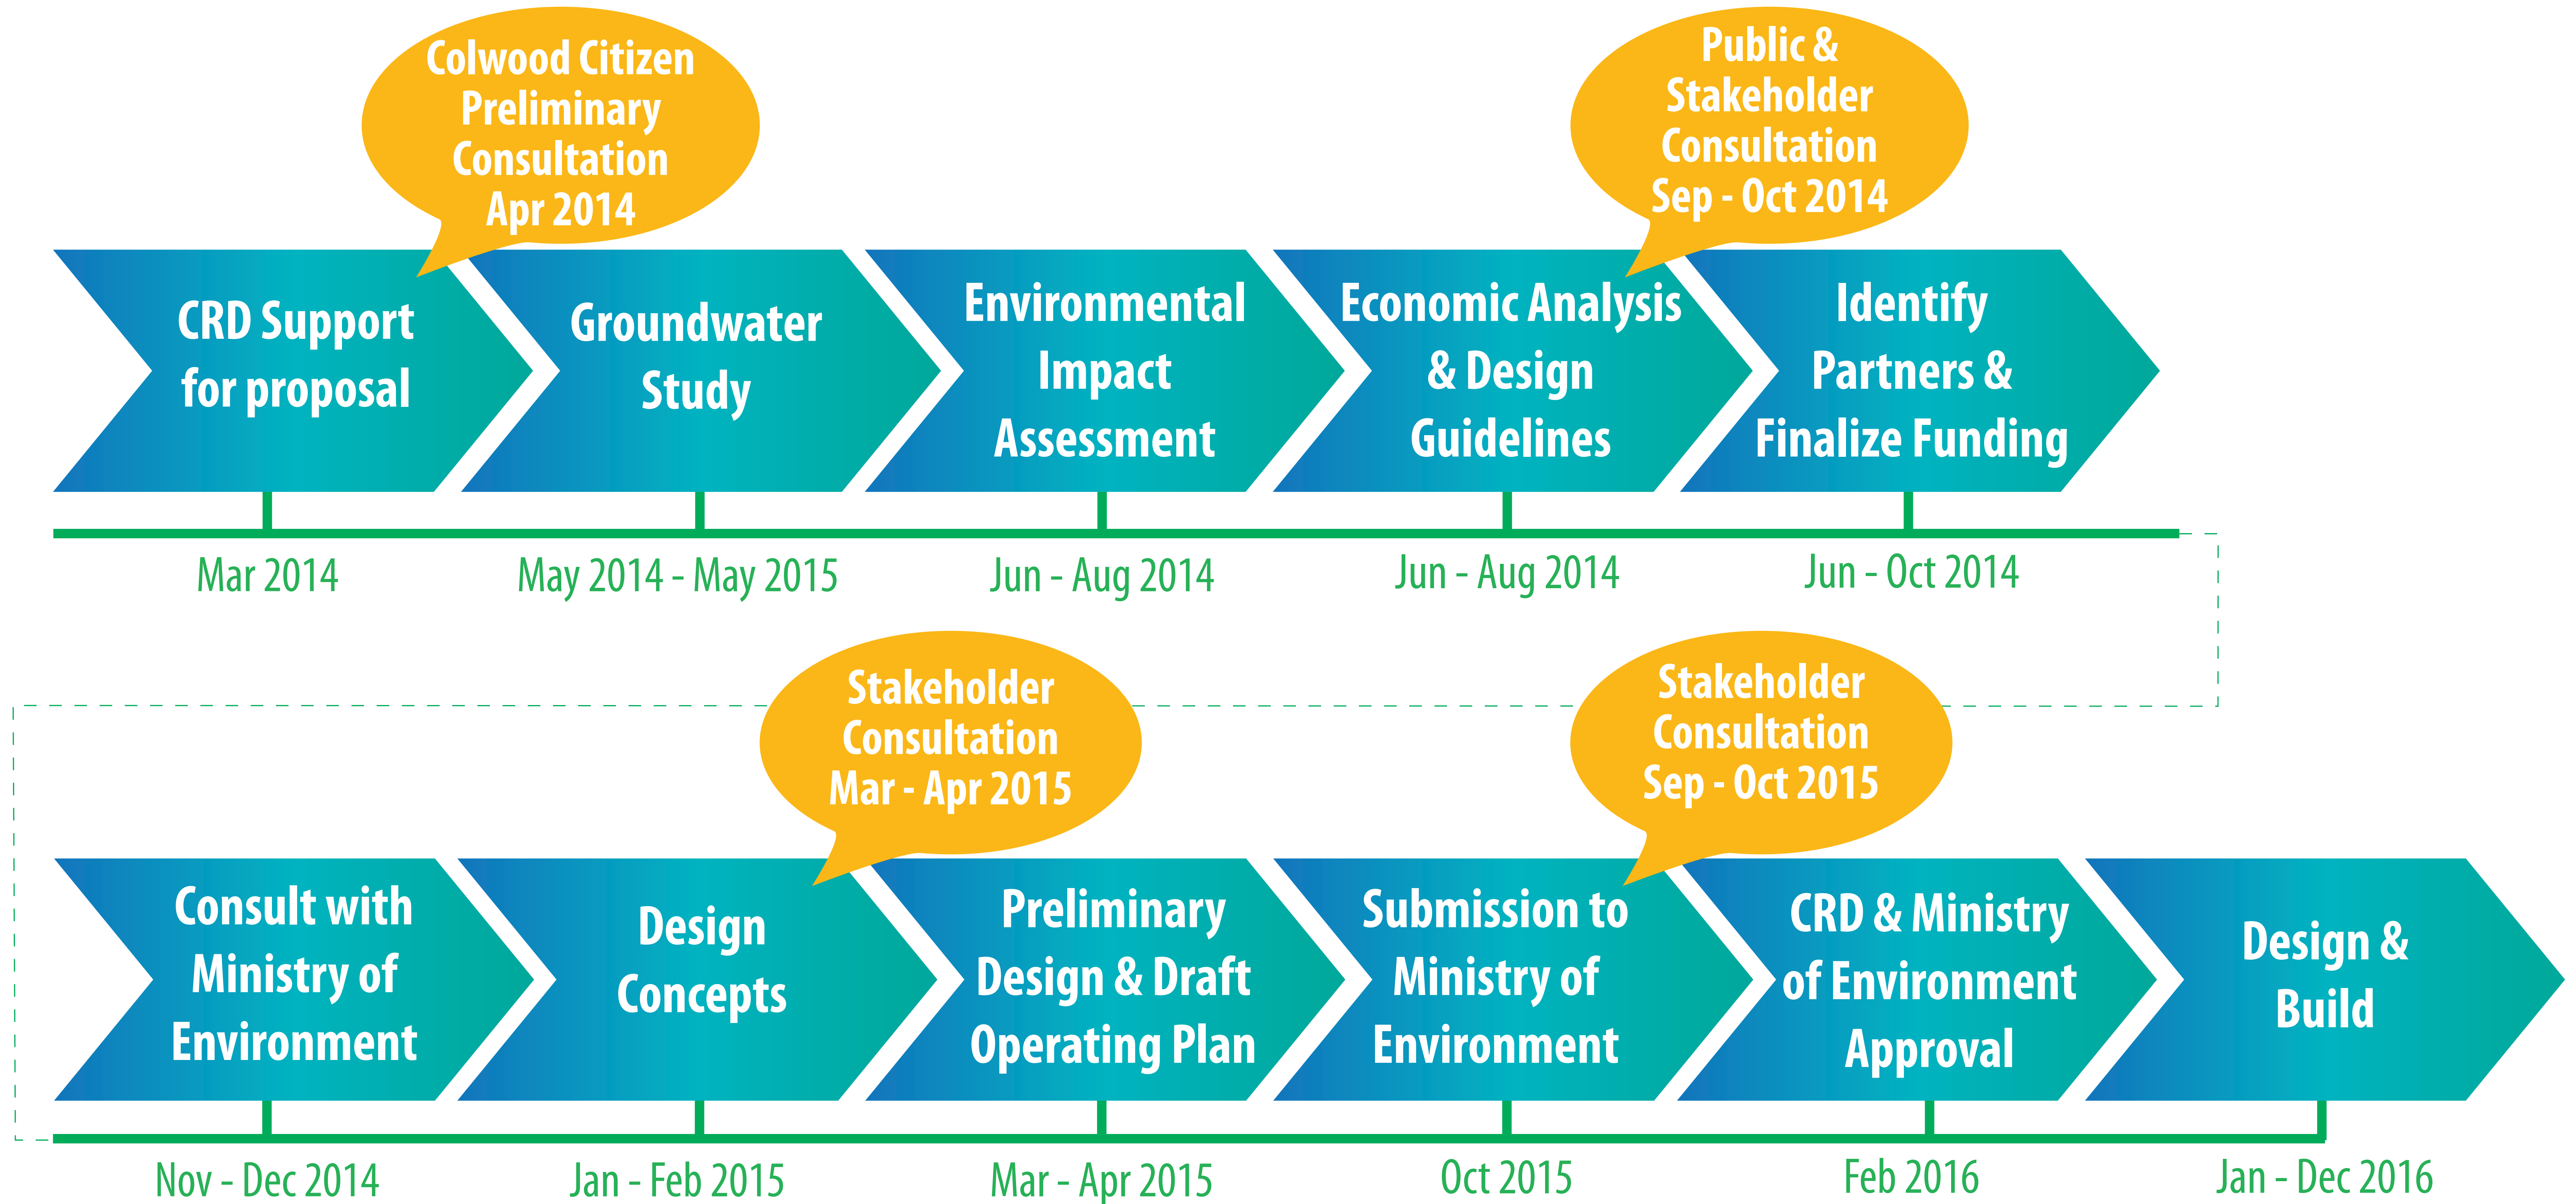 Colwood Citizen
Preliminary
Consultation
Apr 2014
Public &
Stakeholder
Consultation
Sep - Oct 2014
CRD Support
for proposal
Groundwater
Study
Environmental
Impact
Assessment
Economic Analysis
& Design
Guidelines
Identify
Partners &
Finalize Funding
Mar 2014
May 2014 - May 2015
Jun - Aug 2014
Jun - Aug 2014
Jun - Oct 2014
Stakeholder
Consultation
Mar - Apr 2015
Stakeholder
Consultation
Sep - Oct 2015
Consult with
Ministry of
Environment
Design
Concepts
Preliminary
Design & Draft
Operating Plan
Submission to
Ministry of
Environment
CRD & Ministry
of Environment
Approval
Design &
Build
Nov - Dec 2014
Jan - Feb 2015
Mar - Apr 2015
Oct 2015
Feb 2016
Jan - Dec 2016